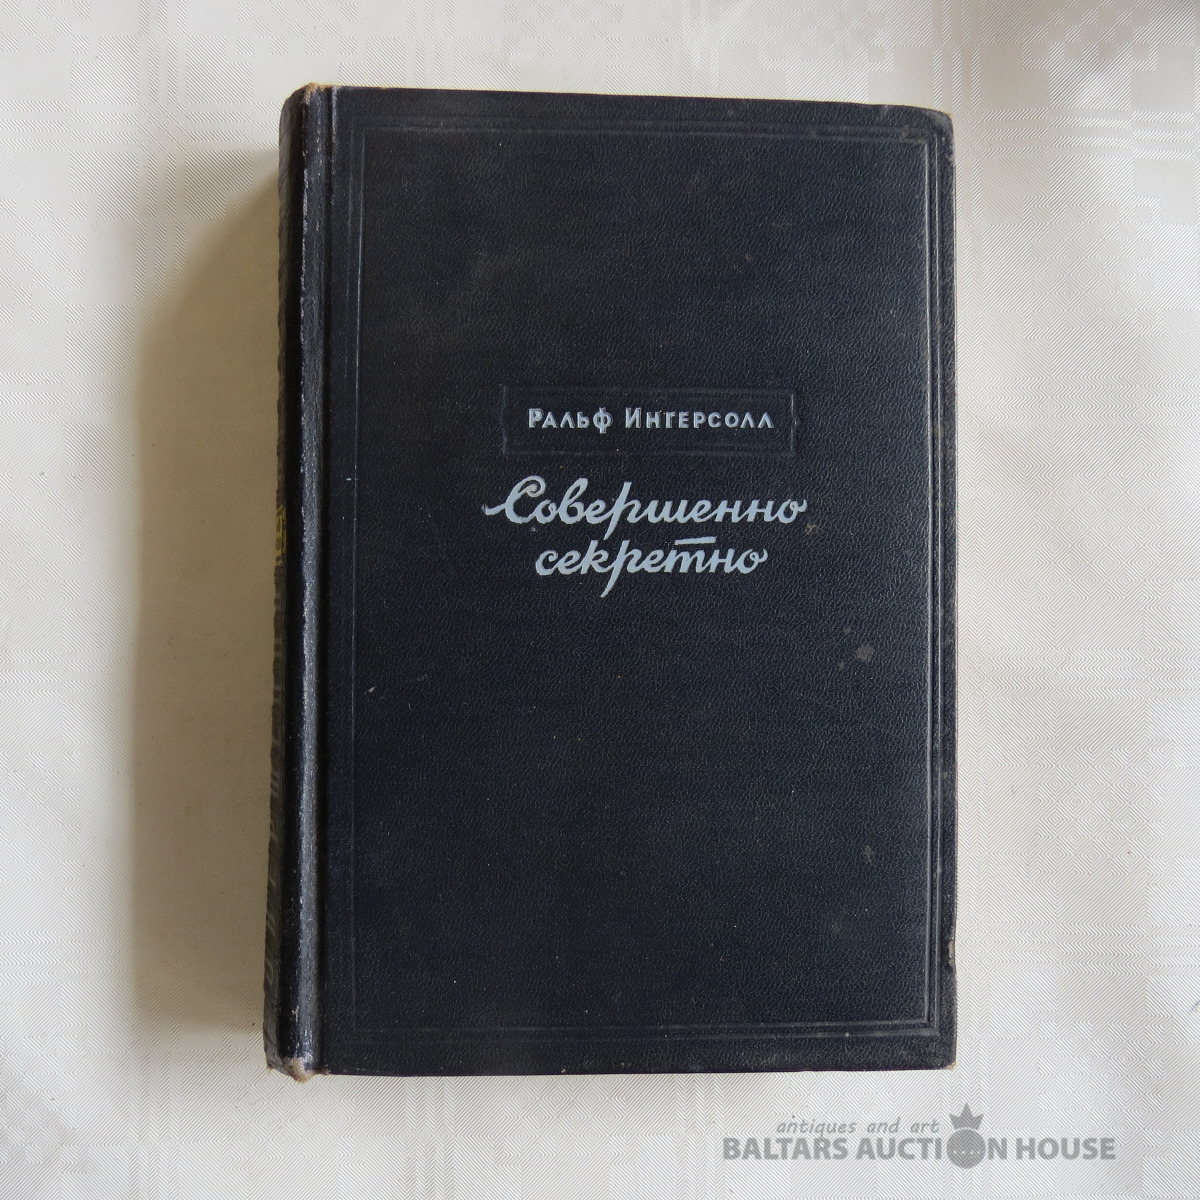 Ральф Ингерсолл
Совершенно
секретно
antiques and art
BALTARS AUCTION HOUSE